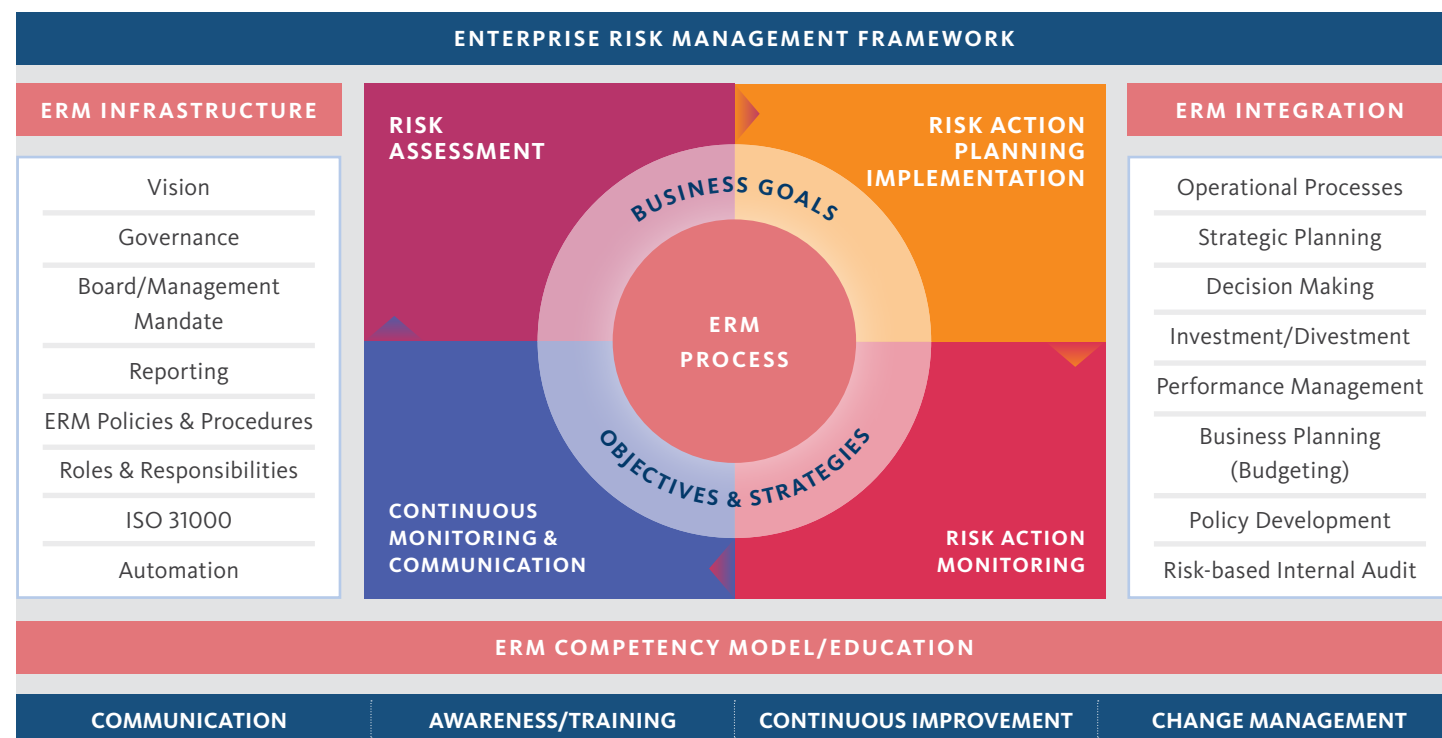 ENTERPRISE RISK MANAGEMENT FRAMEWORK
ERM INFRASTRUCTURE
Vision
Governance
Board/Management
Mandate
Reporting
ERM Policies & Procedures
Roles & Responsibilities
ISO 31000
Automation
RISK
ASSESSMENT
RISK ACTION
PLANNING
IMPLEMENTATION
BUSINESS GOALS
ERM
PROCESS
OBJECTIVES & STRATEGIES
CONTINUOUS
MONITORING &
COMMUNICATION
RISK ACTION
MONITORING
ERM INTEGRATION
Operational Processes
Strategic Planning
Decision Making
Investment/Divestment
Performance Management
Business Planning
(Budgeting)
Policy Development
Risk-based Internal Audit
ERM COMPETENCY MODEL/EDUCATION
COMMUNICATION
AWARENESS/TRAINING
CONTINUOUS IMPROVEMENT
CHANGE MANAGEMENT